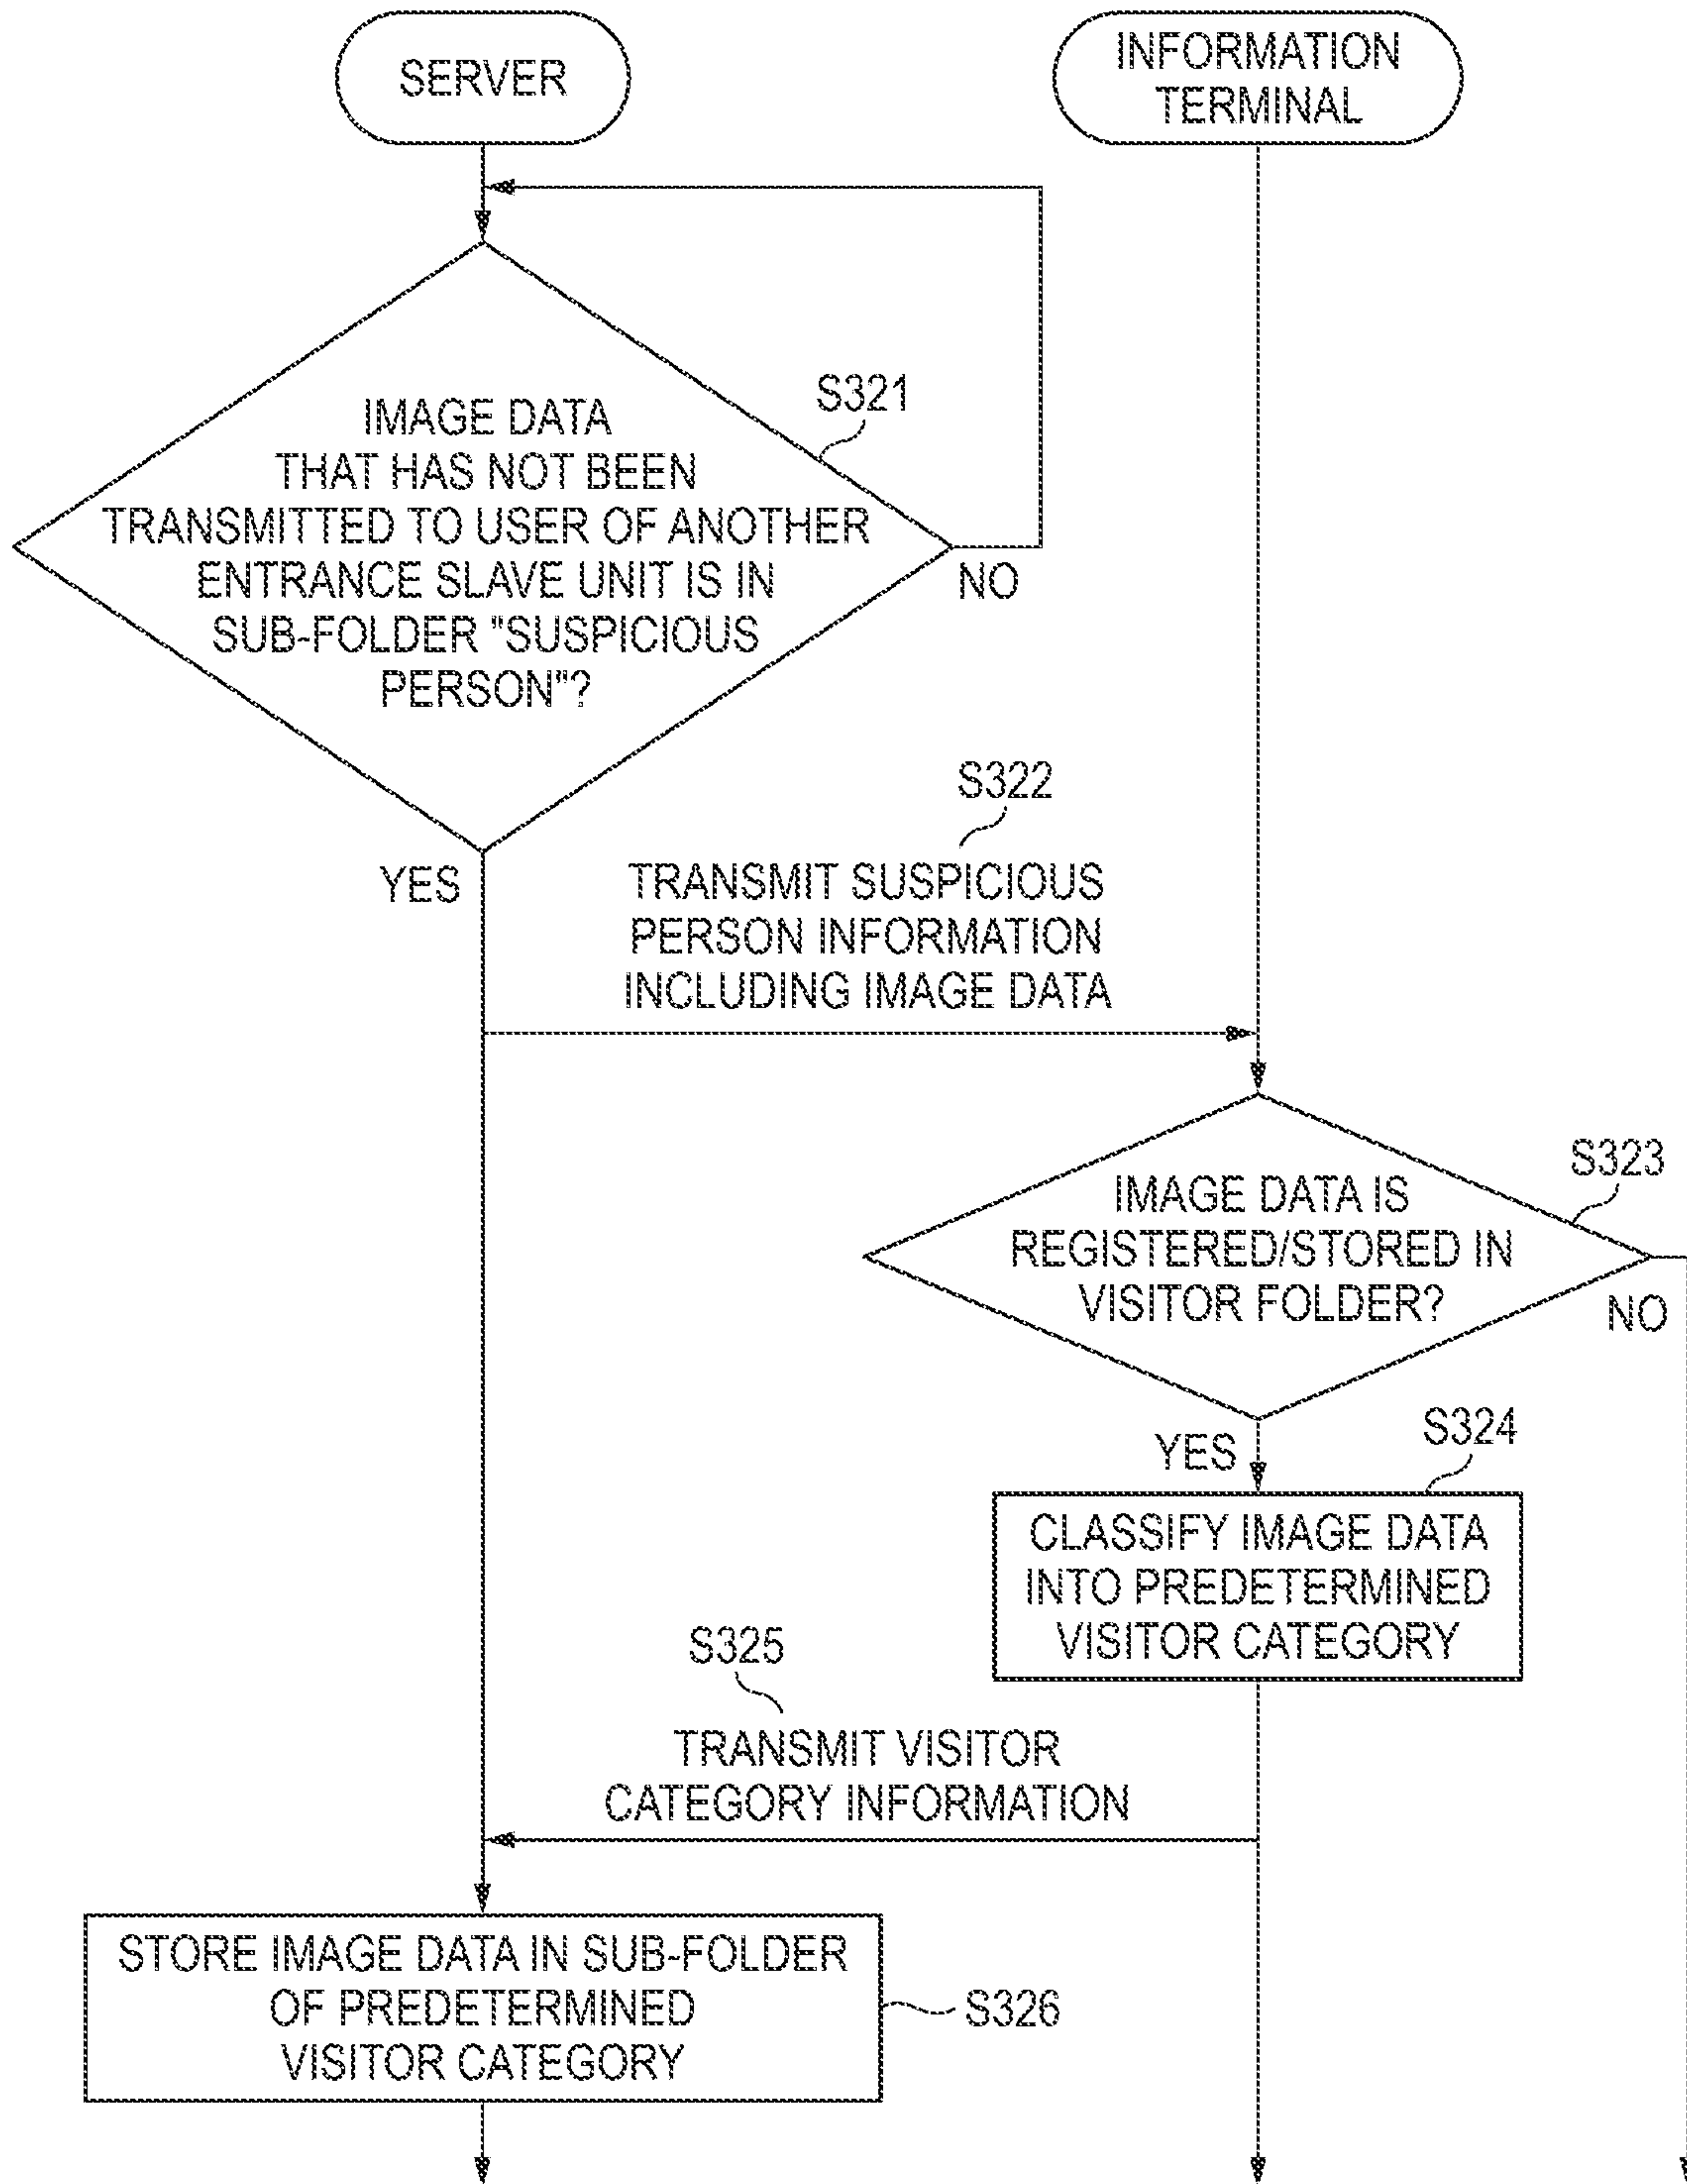 SERVER
INFORMATION
TERMINAL
S321
IMAGE DATA
THAT HAS NOT BEEN
TRANSMITTED TO USER OF ANOTHER
ENTRANCE SLAVE UNIT IS IN
SUB-FOLDER "SUSPICIOUS
PERSON"?
NO
YES
S322
TRANSMIT SUSPICIOUS
PERSON INFORMATION
INCLUDING IMAGE DATA
S323
IMAGE DATA IS
REGISTERED/STORED IN
VISITOR FOLDER?
NO
YES
S324
CLASSIFY IMAGE DATA
INTO PREDETERMINED
VISITOR CATEGORY
S325
TRANSMIT VISITOR
CATEGORY INFORMATION
STORE IMAGE DATA IN SUB-FOLDER
OF PREDETERMINED
VISITOR CATEGORY
S326